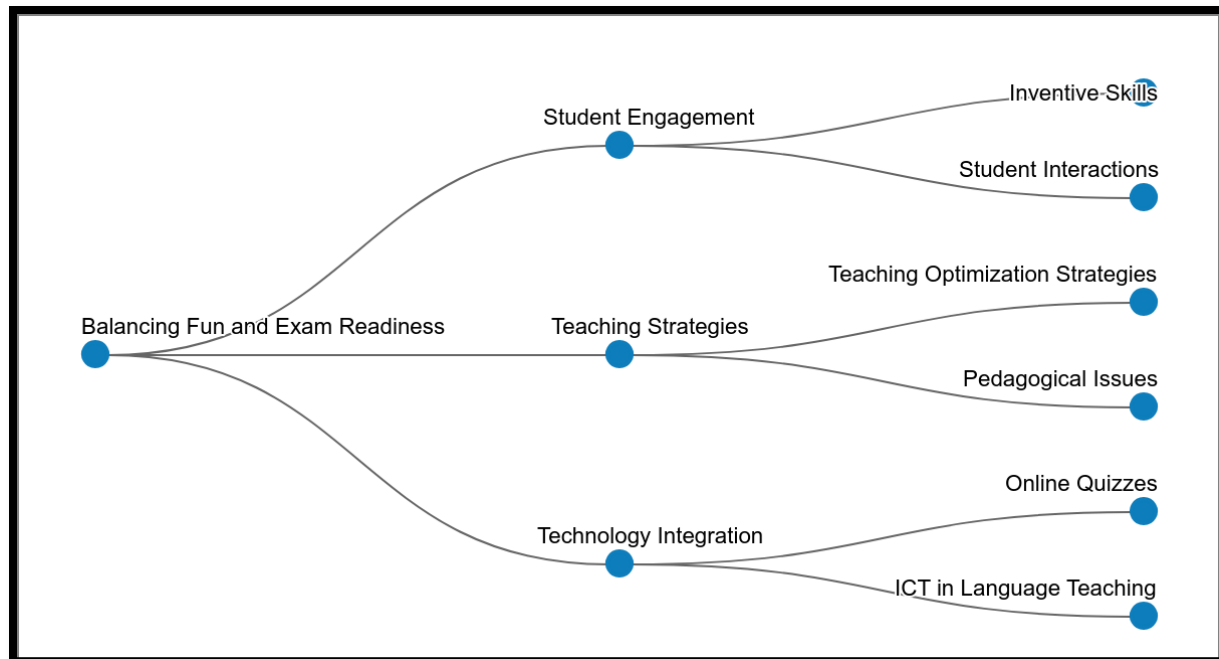 Inventive Skills
Student Engagement
Student Interactions
Teaching Optimization Strategies
Balancing Fun and Exam Readiness
Teaching Strategies
Pedagogical Issues
Online Quizzes
Technology Integration
ICT in Language Teaching